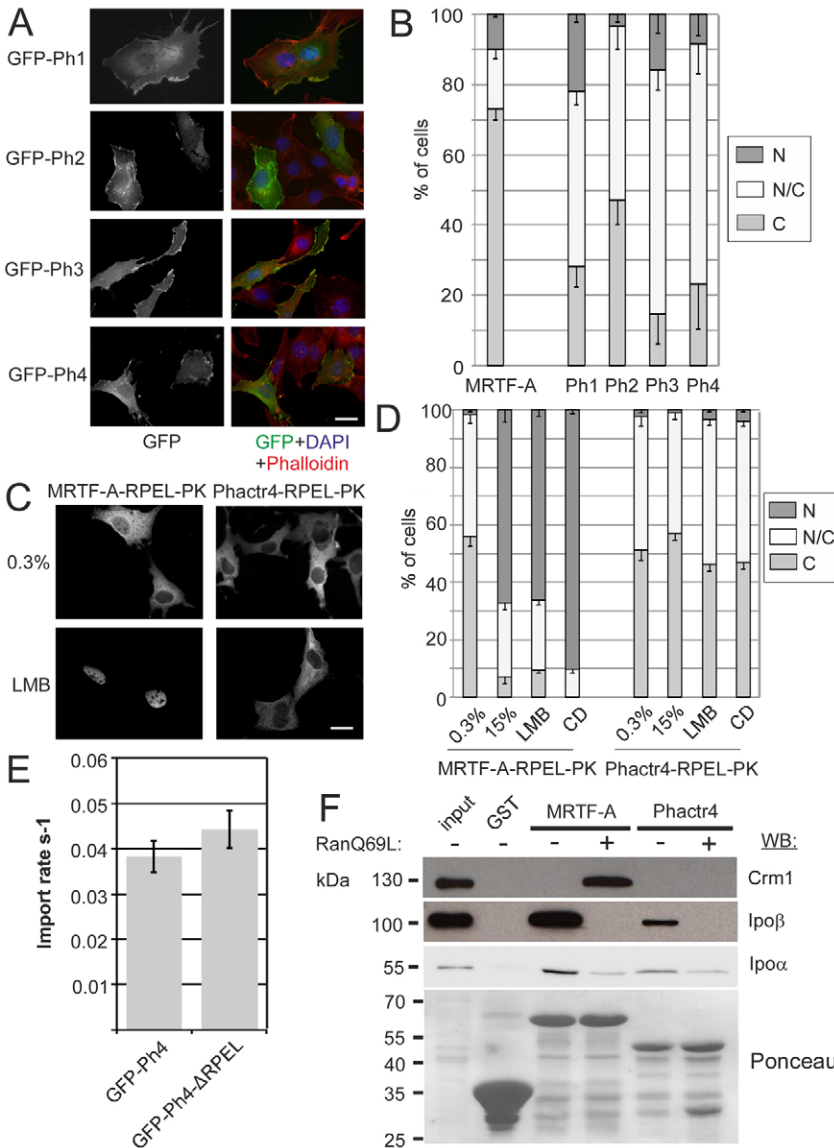 A
GFP-Ph1
GFP-Ph2
GFP-Ph3
GFP-Ph4
GFP
GFP+DAPI
+Phalloidin
B
% of cells
100
80
60
40
20
0
MRTF-A
Ph1
Ph2
Ph3
Ph4
N
N/C
C
C
MRTF-A-RPEL-PK
Phactr4-RPEL-PK
0.3%
LMB
D
% of cells
100
80
60
40
20
0
0.3%
15%
LMB
CD
0.3%
15%
LMB
CD
MRTF-A-RPEL-PK
Phactr4-RPEL-PK
N
N/C
C
E
Import rate s-1
0.06
0.05
0.04
0.03
0.02
0.01
GFP-Ph4
GFP-Ph4-ΔRPEL
F
input
GST
MRTF-A
Phactr4
RanQ69L:
-
-
-
+
-
+
WB:
kDa
130
Crm1
100
Ipoβ
55
Ipoα
70
55
40
35
25
Ponceau